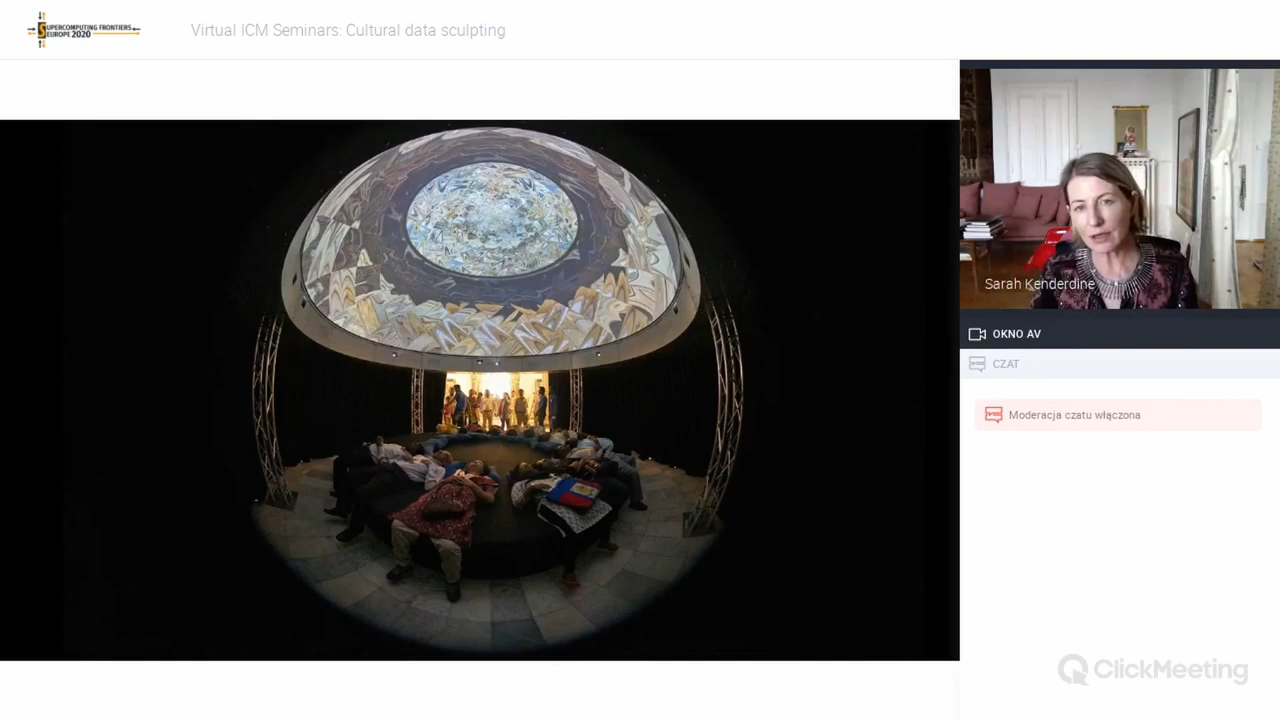 SUPERCOMPUTING FRONTIERS
EUROPE 2020
Virtual ICM Seminars: Cultural data sculpting
Sarah Kenderdine
OKNO AV
CZAT
Moderacja czatu włączona
ClickMeeting